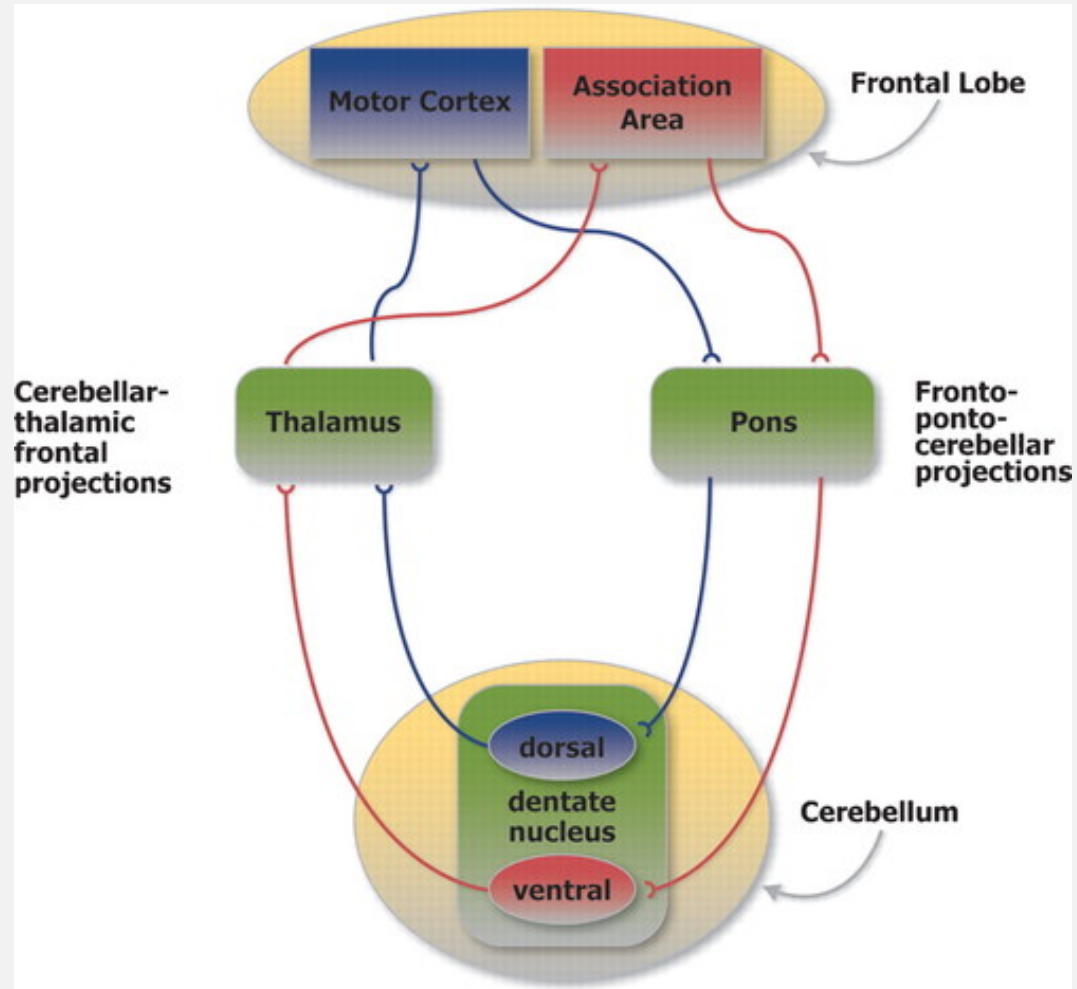 Motor Cortex
Association
Area
Frontal Lobe
Cerebellar-
thalamic
frontal
projections
Thalamus
Pons
Fronto-
ponto-
cerebellar
projections
dorsal
dentate
nucleus
ventral
Cerebellum